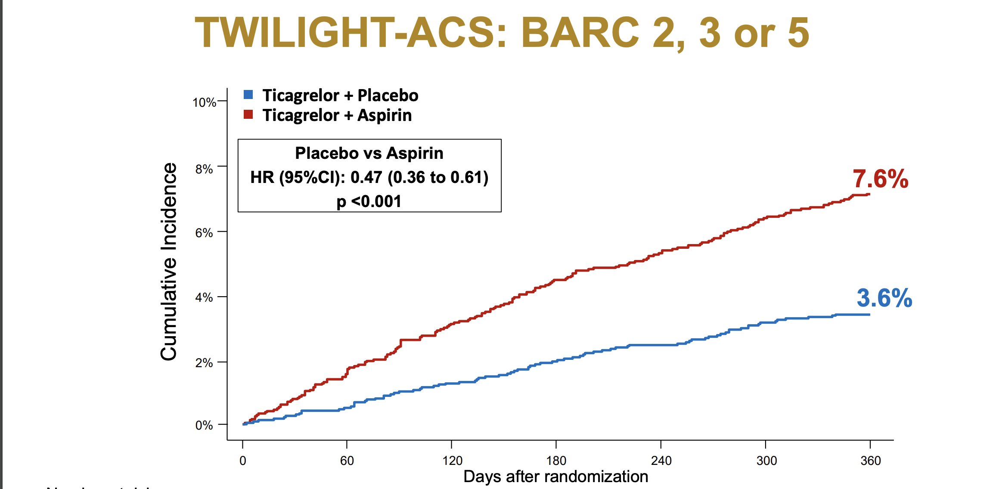 TWILIGHT-ACS: BARC 2, 3 or 5
Ticagrelor + Placebo
Ticagrelor + Aspirin
Placebo vs Aspirin
HR (95%CI): 0.47 (0.36 to 0.61)
p <0.001
Cumulative Incidence
10%
8%
6%
4%
2%
0%
7.6%
3.6%
0 60 120 180 240 300 360
Days after randomization